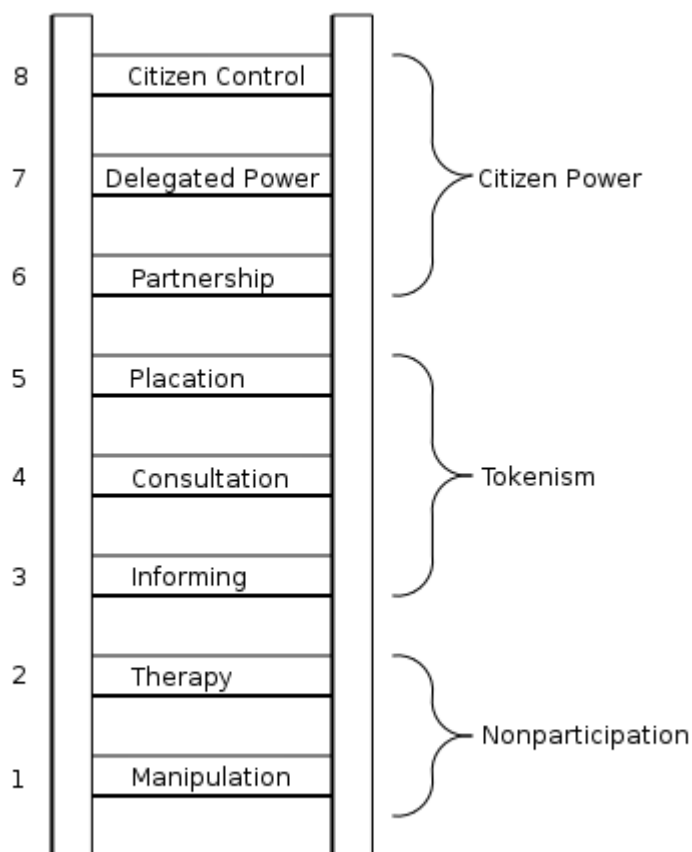 8 Citizen Control
7 Delegated Power
Citizen Power
6 Partnership
5 Placation
4 Consultation
Tokenism
3 Informing
2 Therapy
Nonparticipation
1 Manipulation